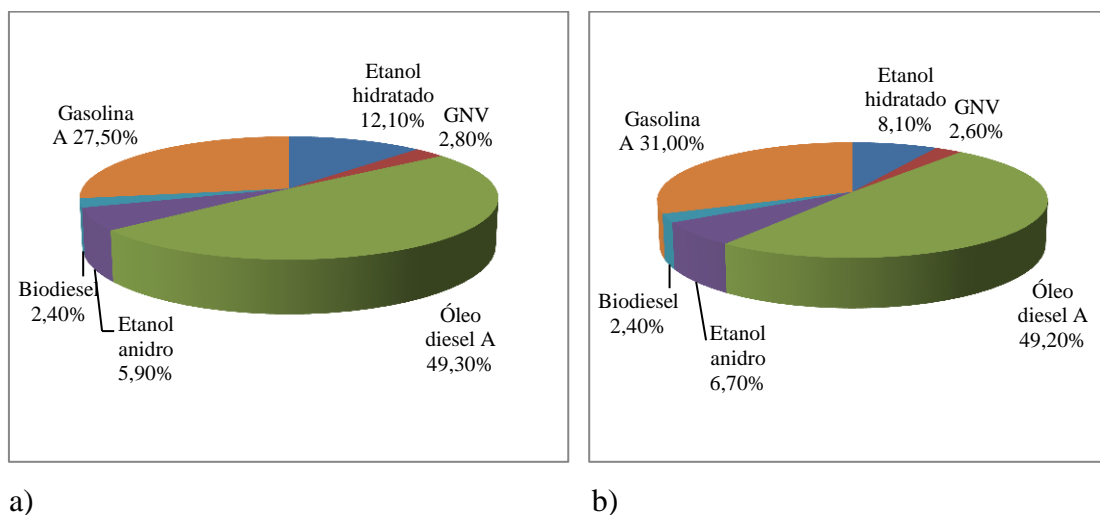 Etanol
hidratado
12,10%
GNV
2,80%
Gasolina
A 27,50%
Biodiesel
2,40%
Etanol
anidro
5,90%
Óleo
diesel A
49,30%
a)
Etanol
hidratado
8,10%
GNV
2,60%
Gasolina
A 31,00%
Biodiesel
2,40%
Etanol
anidro
6,70%
Óleo
diesel A
49,20%
b)